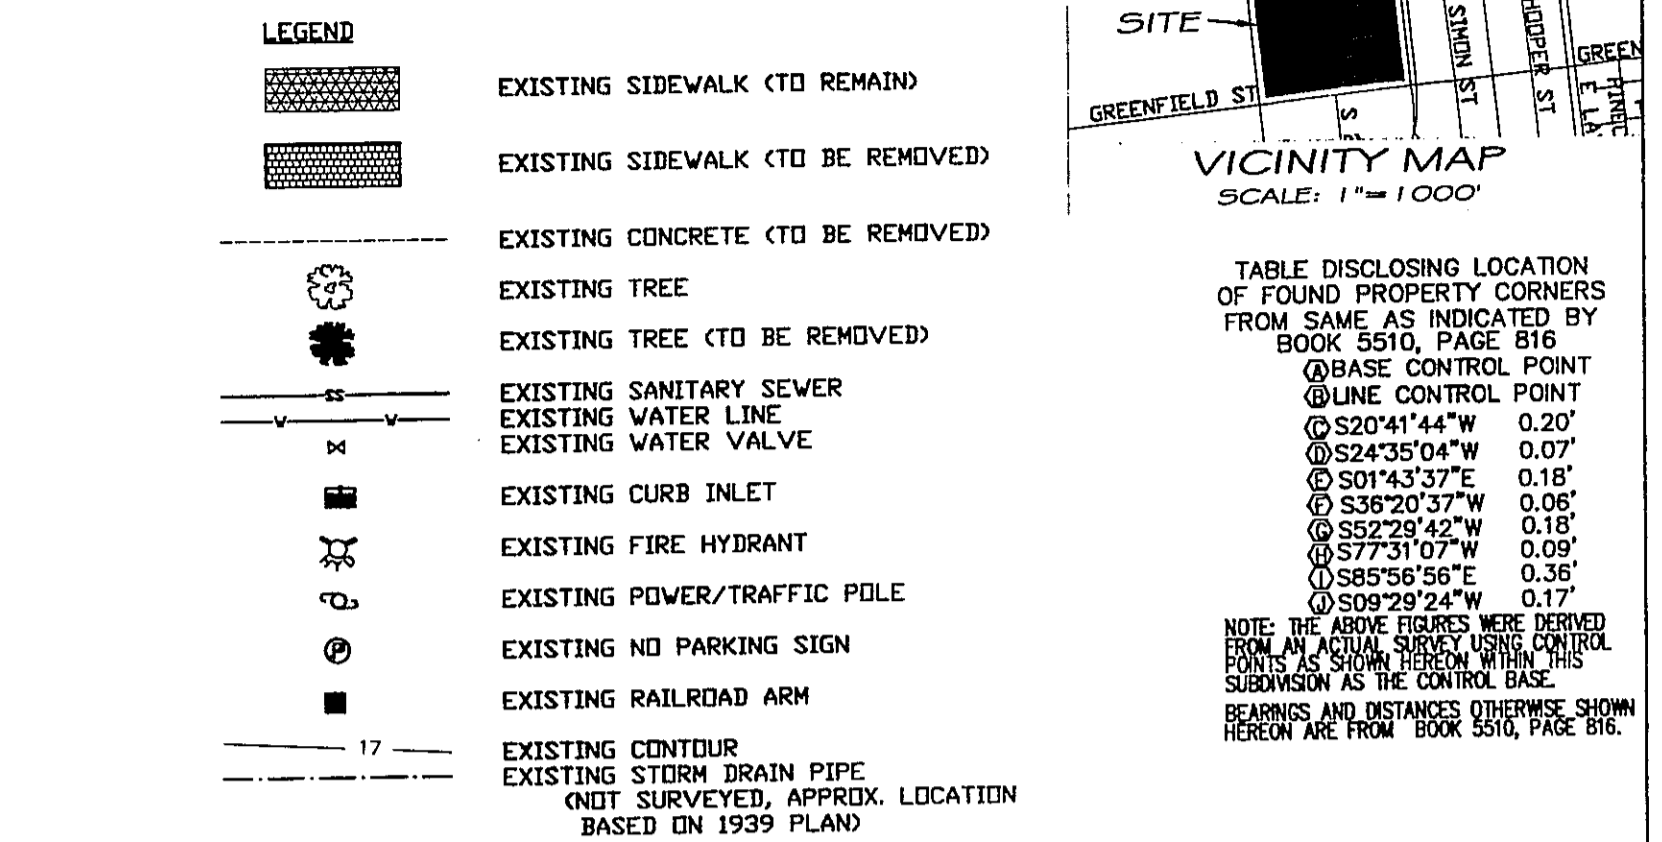 LEGEND
EXISTING SIDEWALK (TO REMAIN)
EXISTING SIDEWALK (TO BE REMOVED)
EXISTING CONCRETE (TO BE REMOVED)
EXISTING TREE
EXISTING TREE (TO BE REMOVED)
SS
EXISTING SANITARY SEWER
W W
EXISTING WATER LINE
EXISTING WATER VALVE
EXISTING CURB INLET
EXISTING FIRE HYDRANT
EXISTING POWER/TRAFFIC POLE
P
EXISTING NO PARKING SIGN
EXISTING RAILROAD ARM
17
EXISTING CONTOUR
EXISTING STORM DRAIN PIPE
(NOT SURVEYED, APPROX. LOCATION
BASED ON 1939 PLAN)
SITE
GREENFIELD ST
S
SIMON ST
HOOPER ST
GREEN
E LA
VICINITY MAP
SCALE: 1"= 1000'
TABLE DISCLOSING LOCATION
OF FOUND PROPERTY CORNERS
FROM SAME AS INDICATED BY
BOOK 5510, PAGE 816
A BASE CONTROL POINT
B LINE CONTROL POINT
C S20°41'44"W 0.20'
D S24°35'04"W 0.07'
E S01°43'37"E 0.18'
F S36°20'37"W 0.06'
G S52°29'42"W 0.18'
H S77°31'07"W 0.09'
I S85°56'56"E 0.36'
J S09°29'24"W 0.17'
NOTE: THE ABOVE FIGURES WERE DERIVED
FROM AN ACTUAL SURVEY USING CONTROL
POINTS AS SHOWN HEREON WITHIN THIS
SUBDIVISION AS THE CONTROL BASE.
BEARINGS AND DISTANCES OTHERWISE SHOWN
HEREON ARE FROM BOOK 5510, PAGE 816.